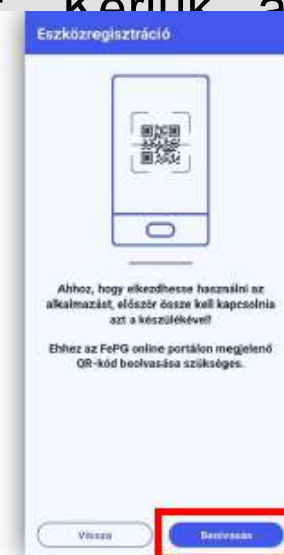 Kérjük a
Eszközregisztráció
Ahhoz, hogy elkezdhesse használni az
alkalmazást, először össze kell kapcsolnia
azt a készülékével!
Ehhez az FePG online portálon megjelenő
QR-kód beolvasása szükséges.
Vissza
Beolvasás